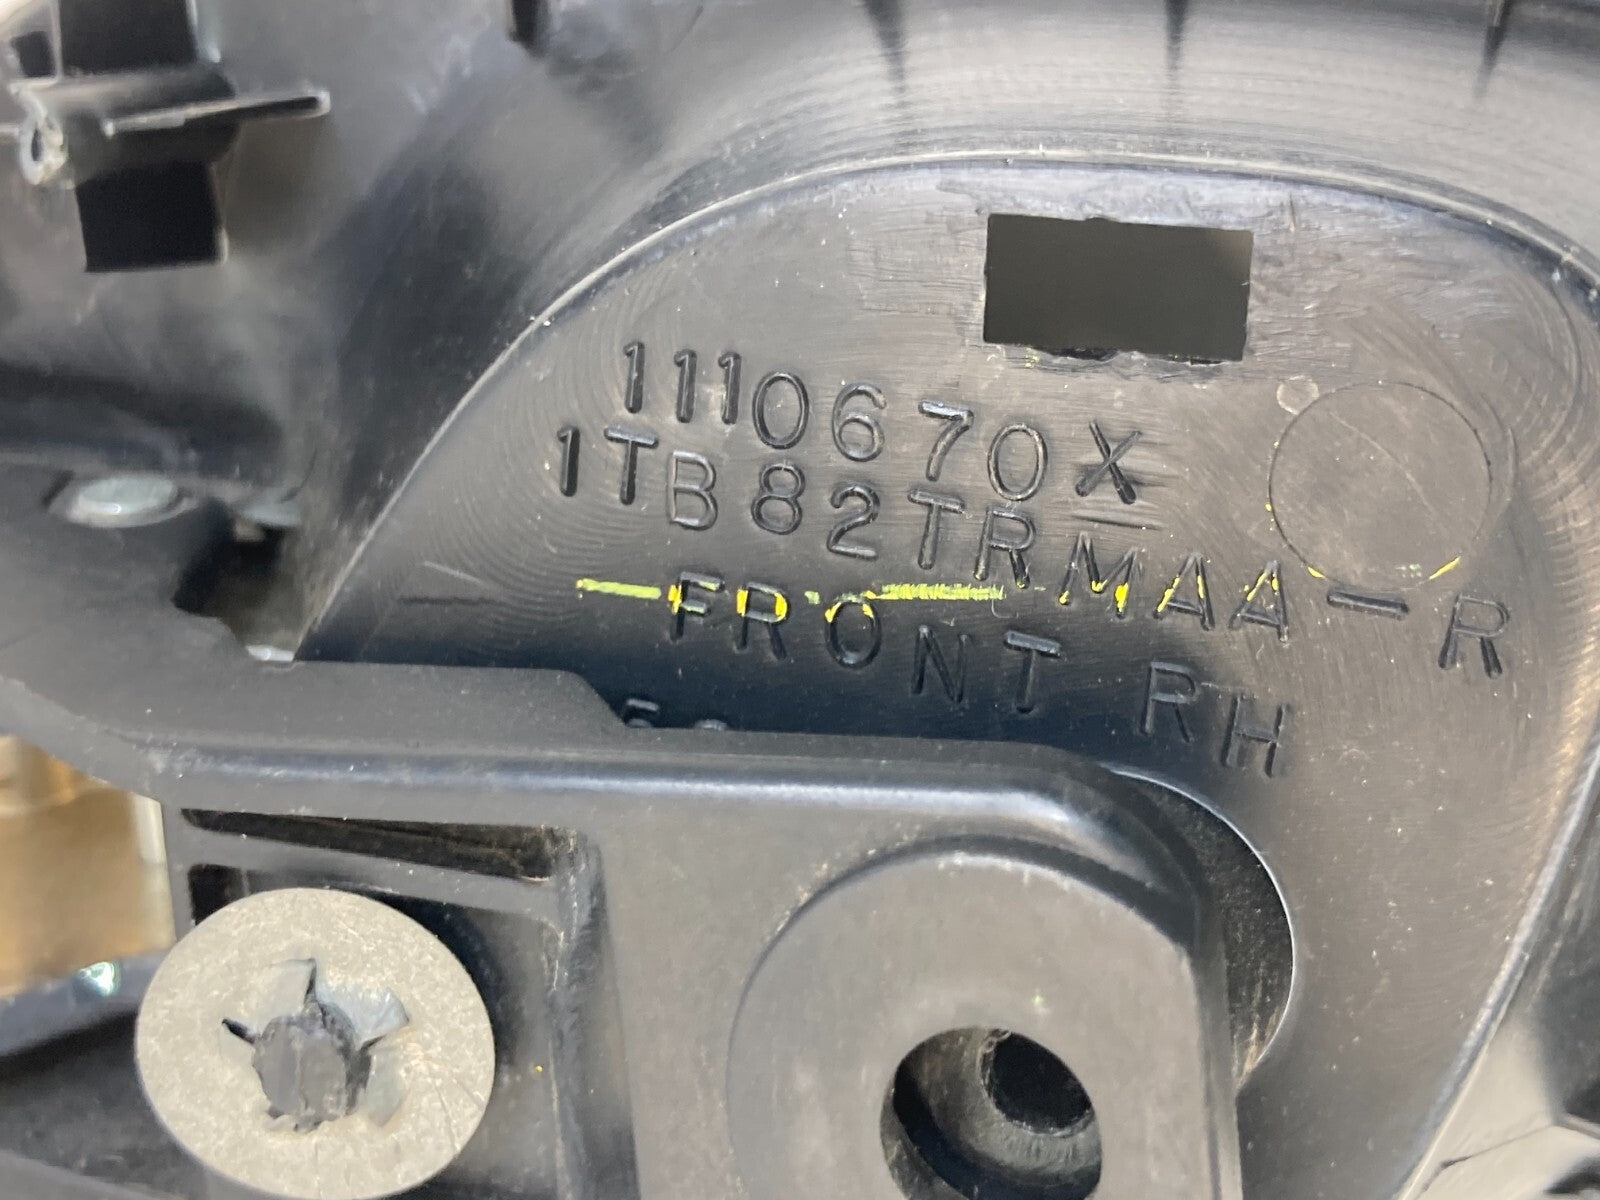 1110670X
1TB82TRMAA-R
FRONT RH